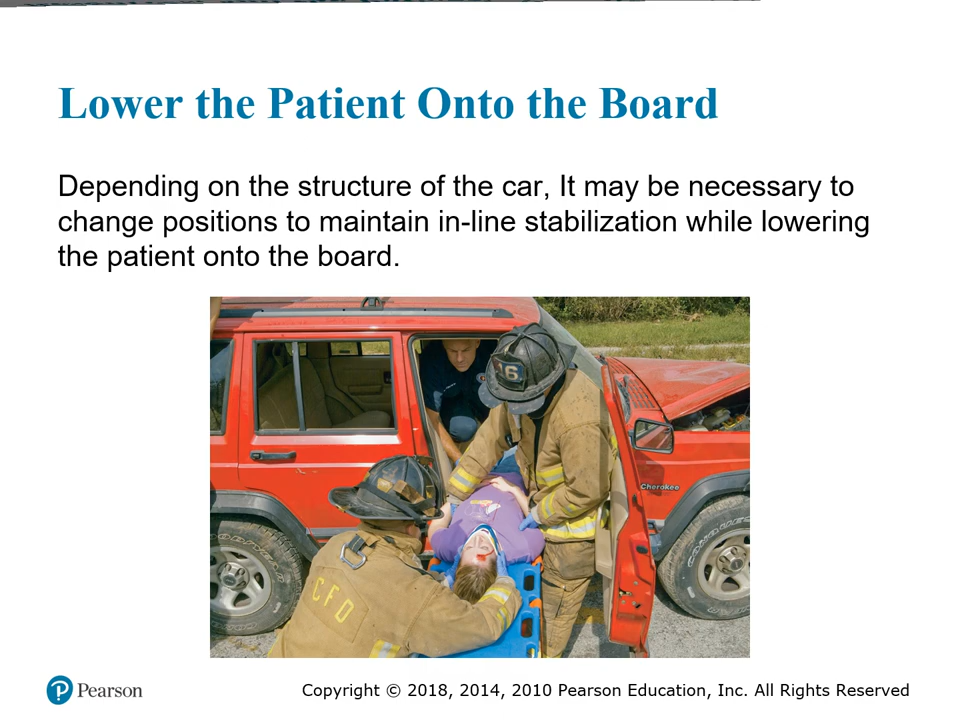 Lower the Patient Onto the Board
Depending on the structure of the car, It may be necessary to
change positions to maintain in-line stabilization while lowering
the patient onto the board.
16
Cherokee
CFD
Pearson
Copyright © 2018, 2014, 2010 Pearson Education, Inc. All Rights Reserved